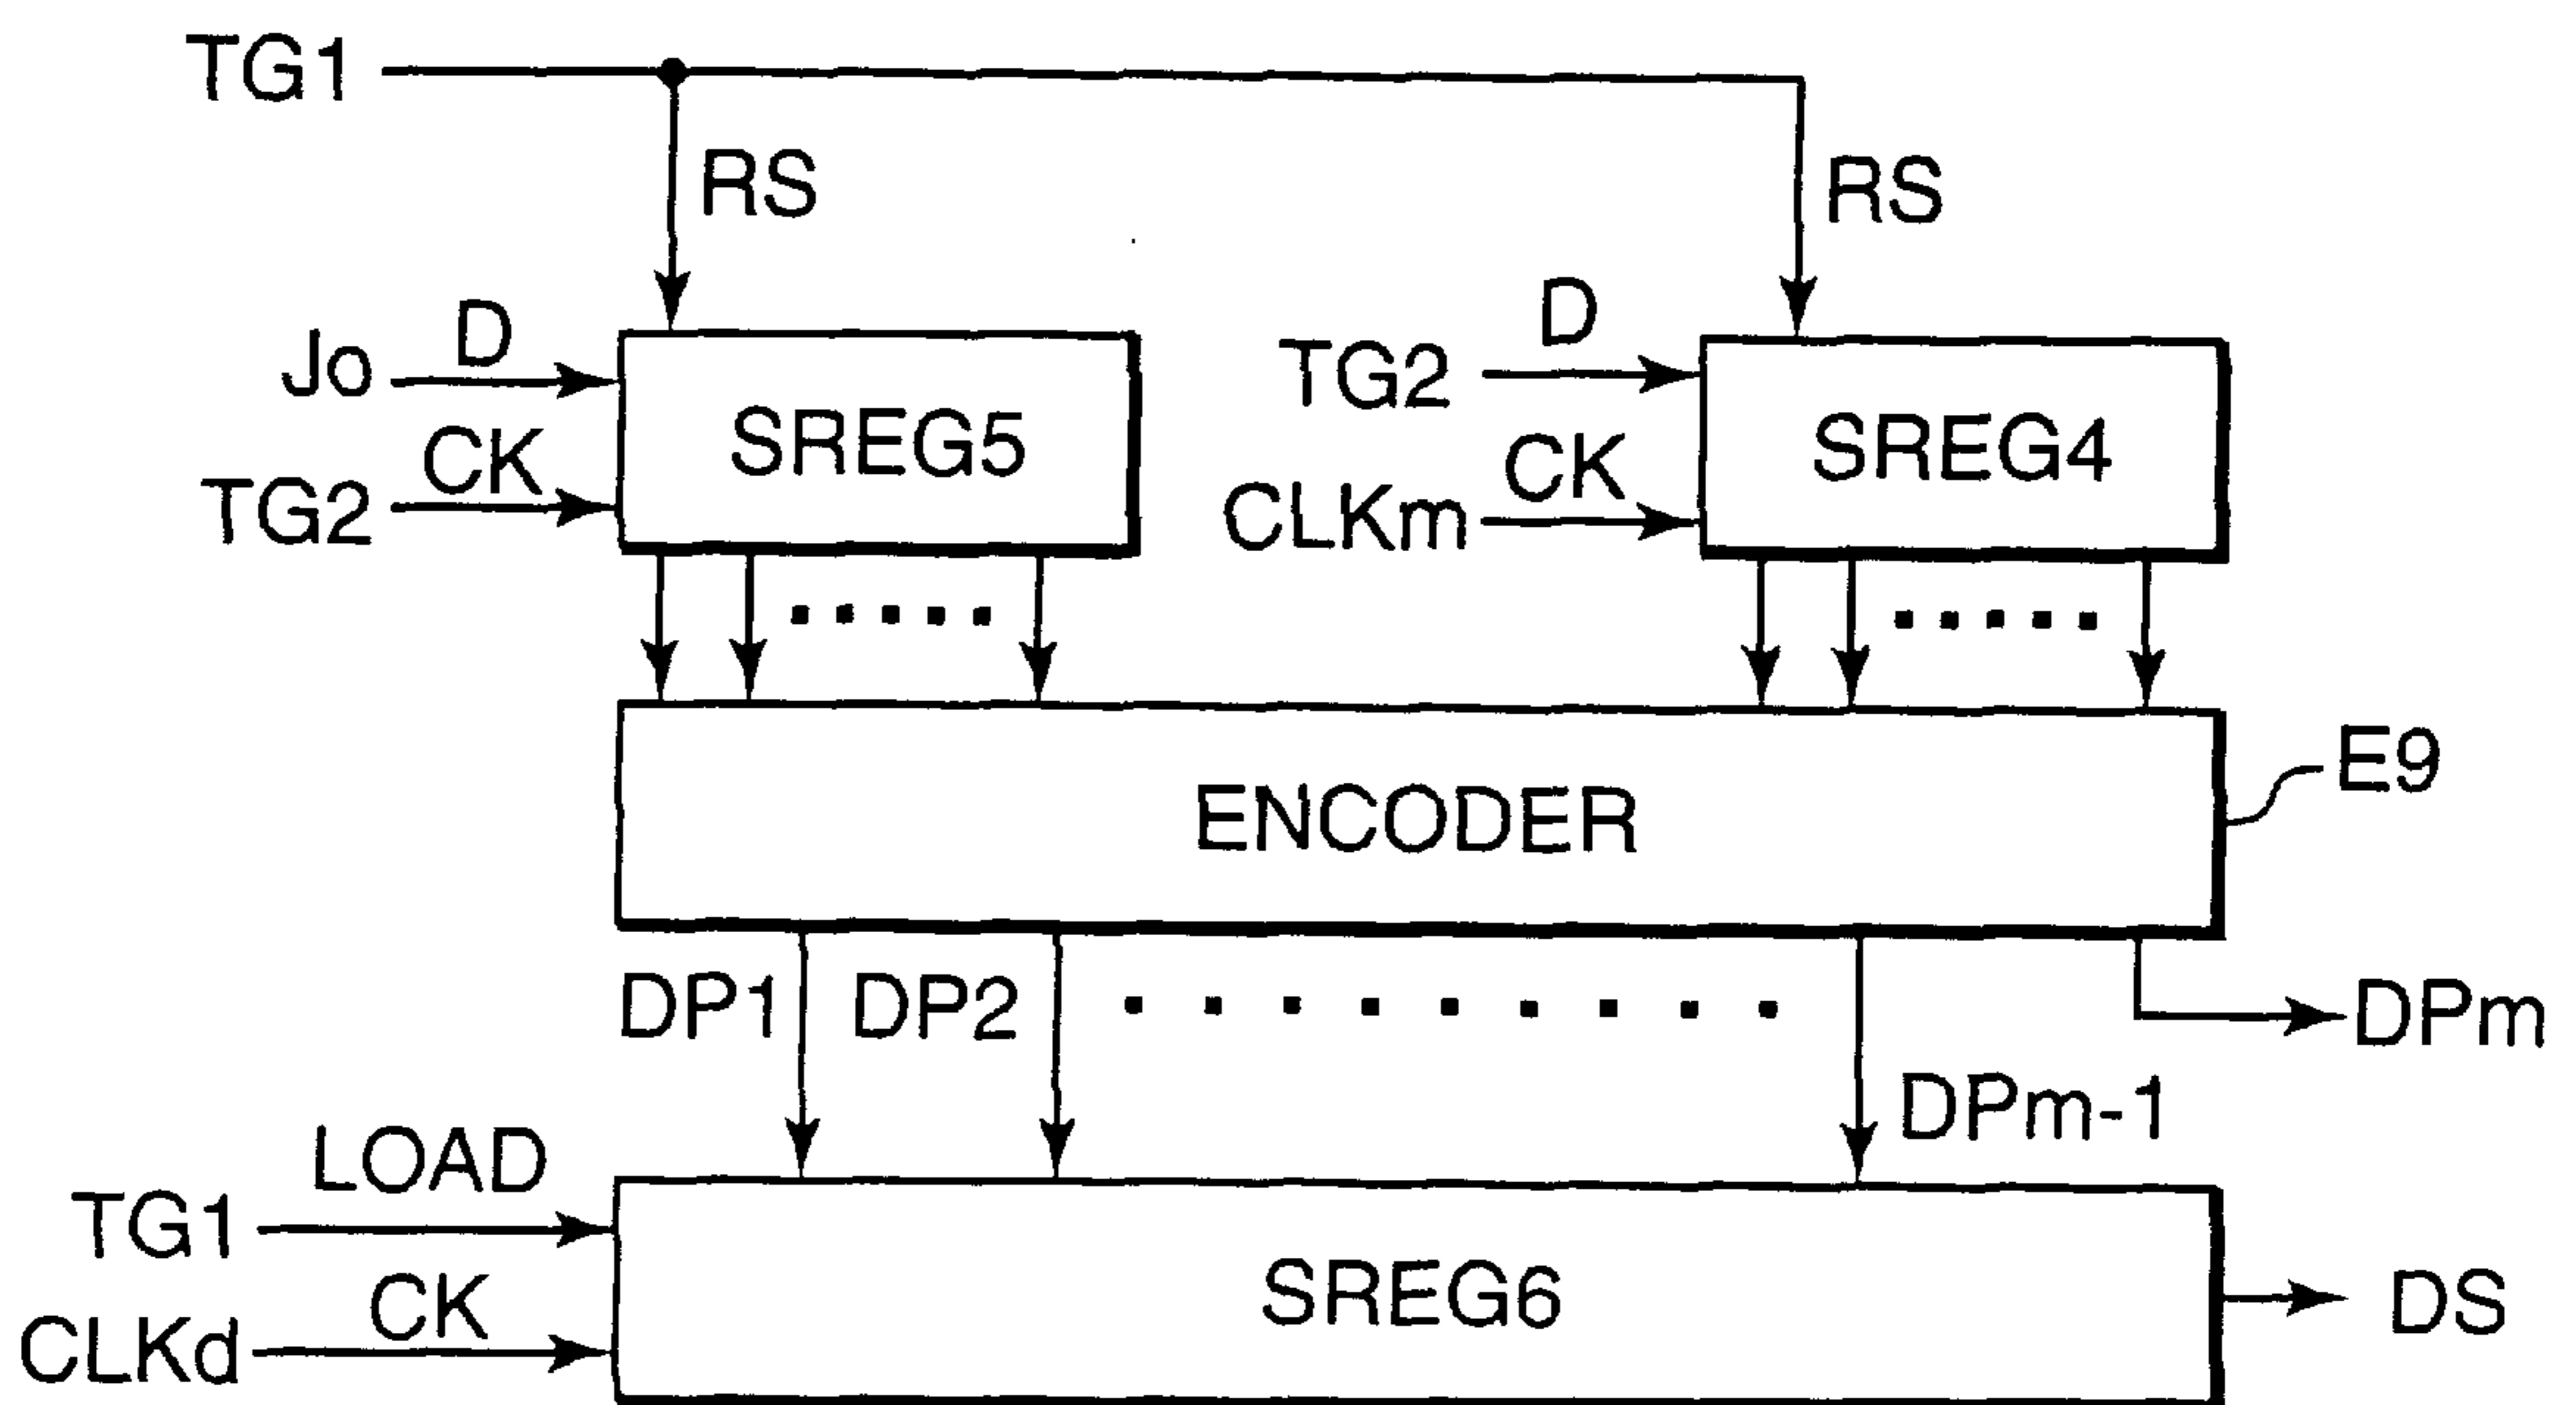 TG1
RS
RS
Jo
D
TG2
CK
SREG5
TG2
D
CLKm
CK
SREG4
ENCODER
E9
DP1
DP2
DPm-1
DPm
TG1
LOAD
CLKd
CK
SREG6
DS